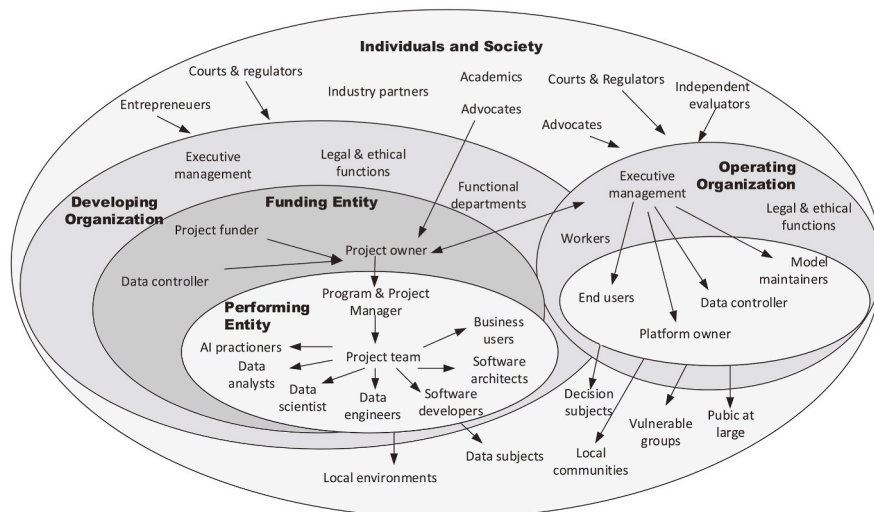 Individuals and Society
Courts & regulators
Academics
Courts & Regulators
Industry partners
Independent
evaluators
Entrepreneuers
Advocates
Advocates
Executive
management
Legal & ethical
functions
Operating
Organization
Executive
management
Functional
departments
Developing
Organization
Funding Entity
Legal & ethical
functions
Project funder
Project owner
Workers
Data controller
Model
maintainers
Program & Project
Manager
End users
Data controller
Performing
Entity
Business
users
Platform owner
AI practioners
Project team
Data
analysts
Software
architects
Data
scientist
Data
engineers
Software
developers
Decision
subjects
Vulnerable
groups
Pubic at
large
Data subjects
Local
communities
Local environments